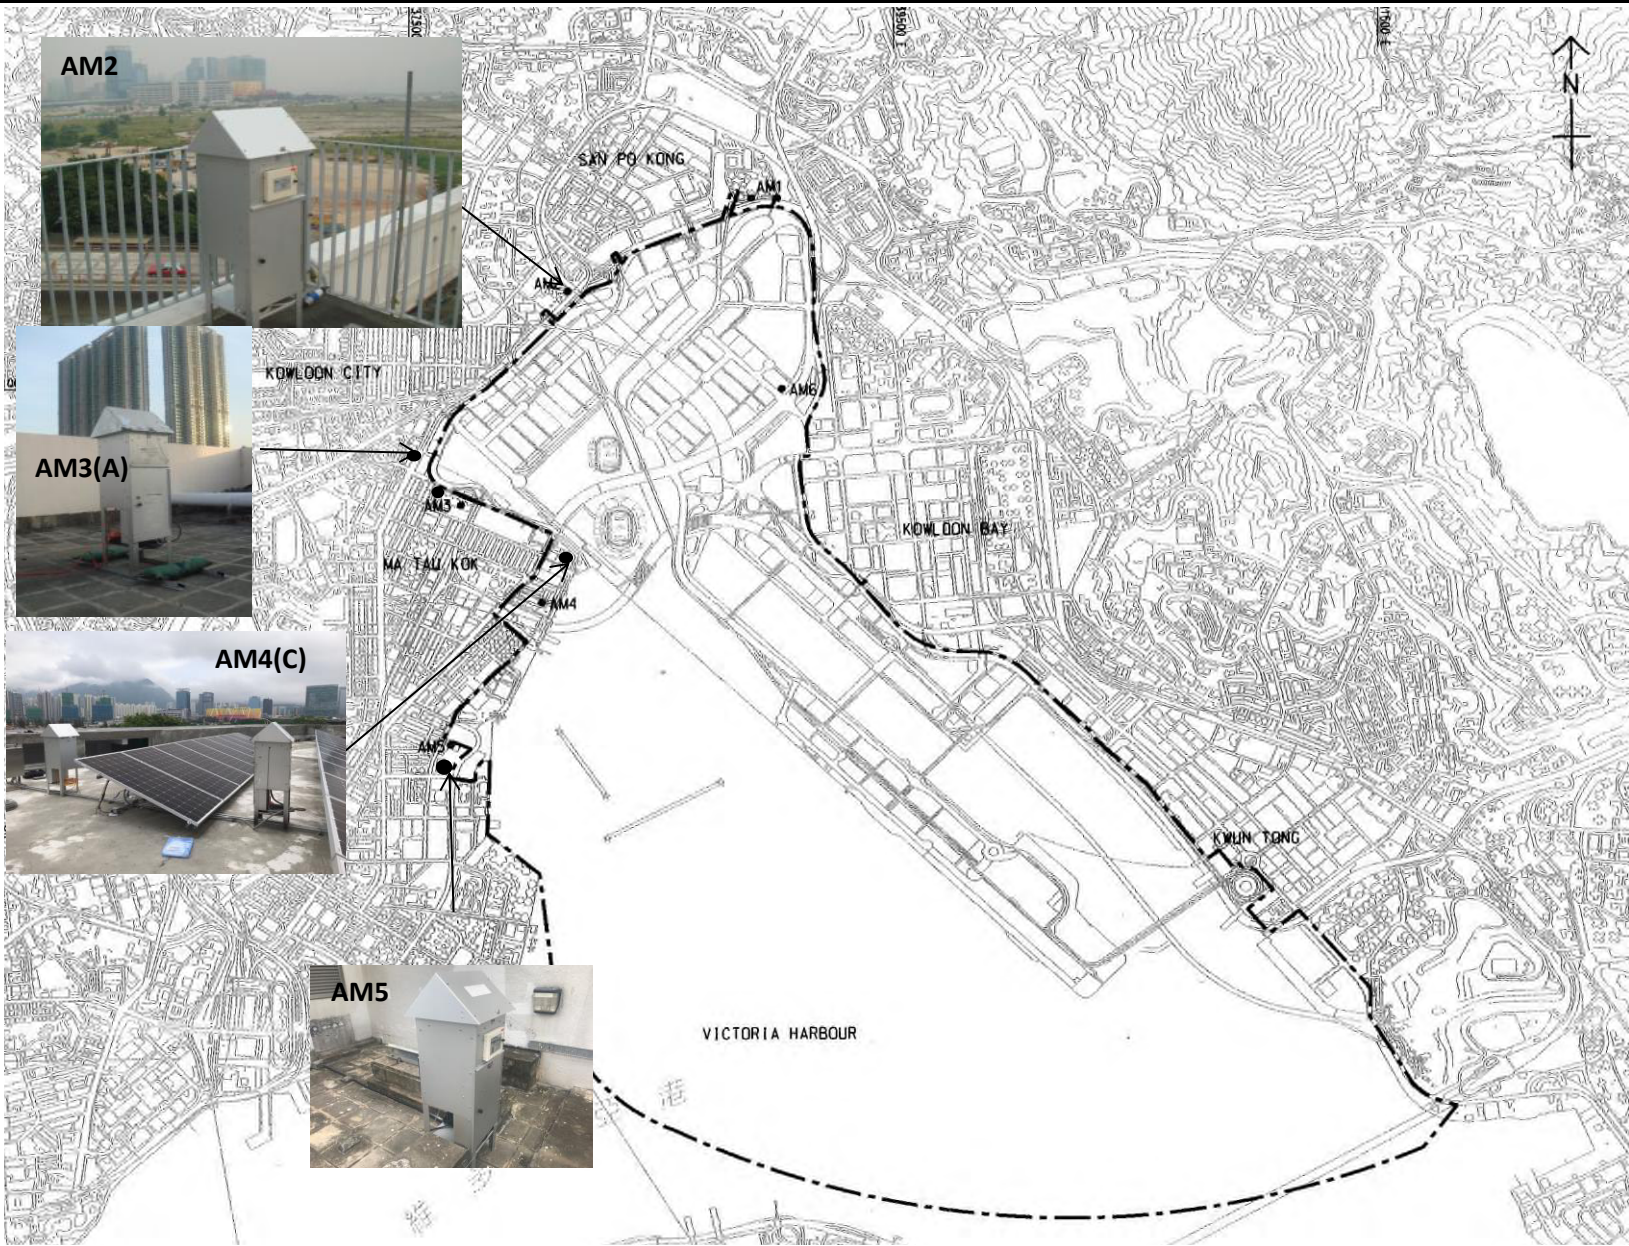 AM2
N
SAN PO KONG
AM1
AM2
KOWLOON CITY
AM6
AM3(A)
AM3
KOWLOON BAY
MA TAU KOK
AM4
AM4(C)
AM5
KWUN TONG
AM5
VICTORIA HARBOUR
港